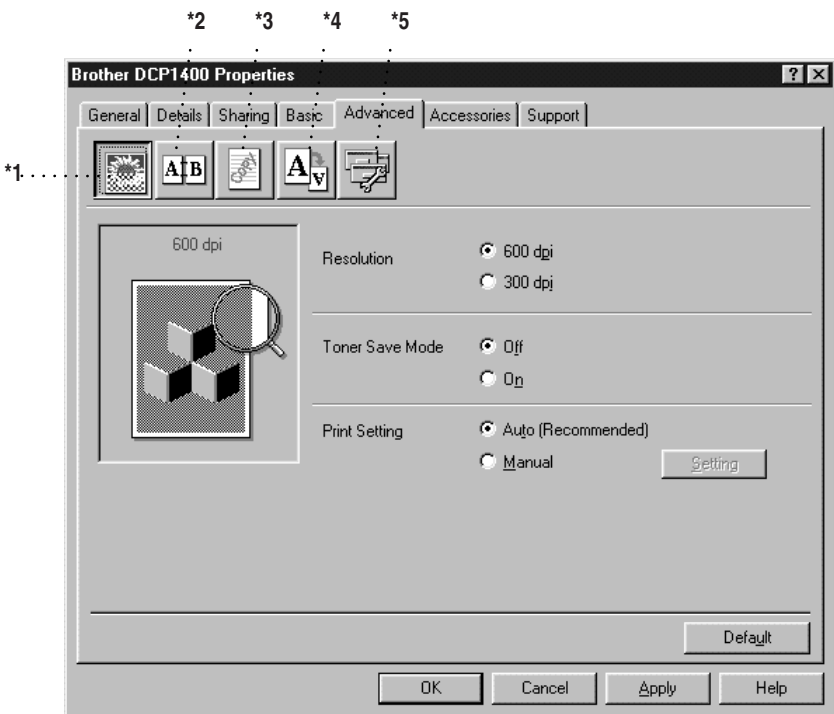 *2 *3 *4 *5
Brother DCP1400 Properties
General Details Sharing Basic Advanced Accessories Support
*1
A B COPY A A
600 dpi
Resolution 600 dpi
300 dpi
Toner Save Mode Off
On
Print Setting Auto (Recommended)
Manual Setting
Default
OK Cancel Apply Help